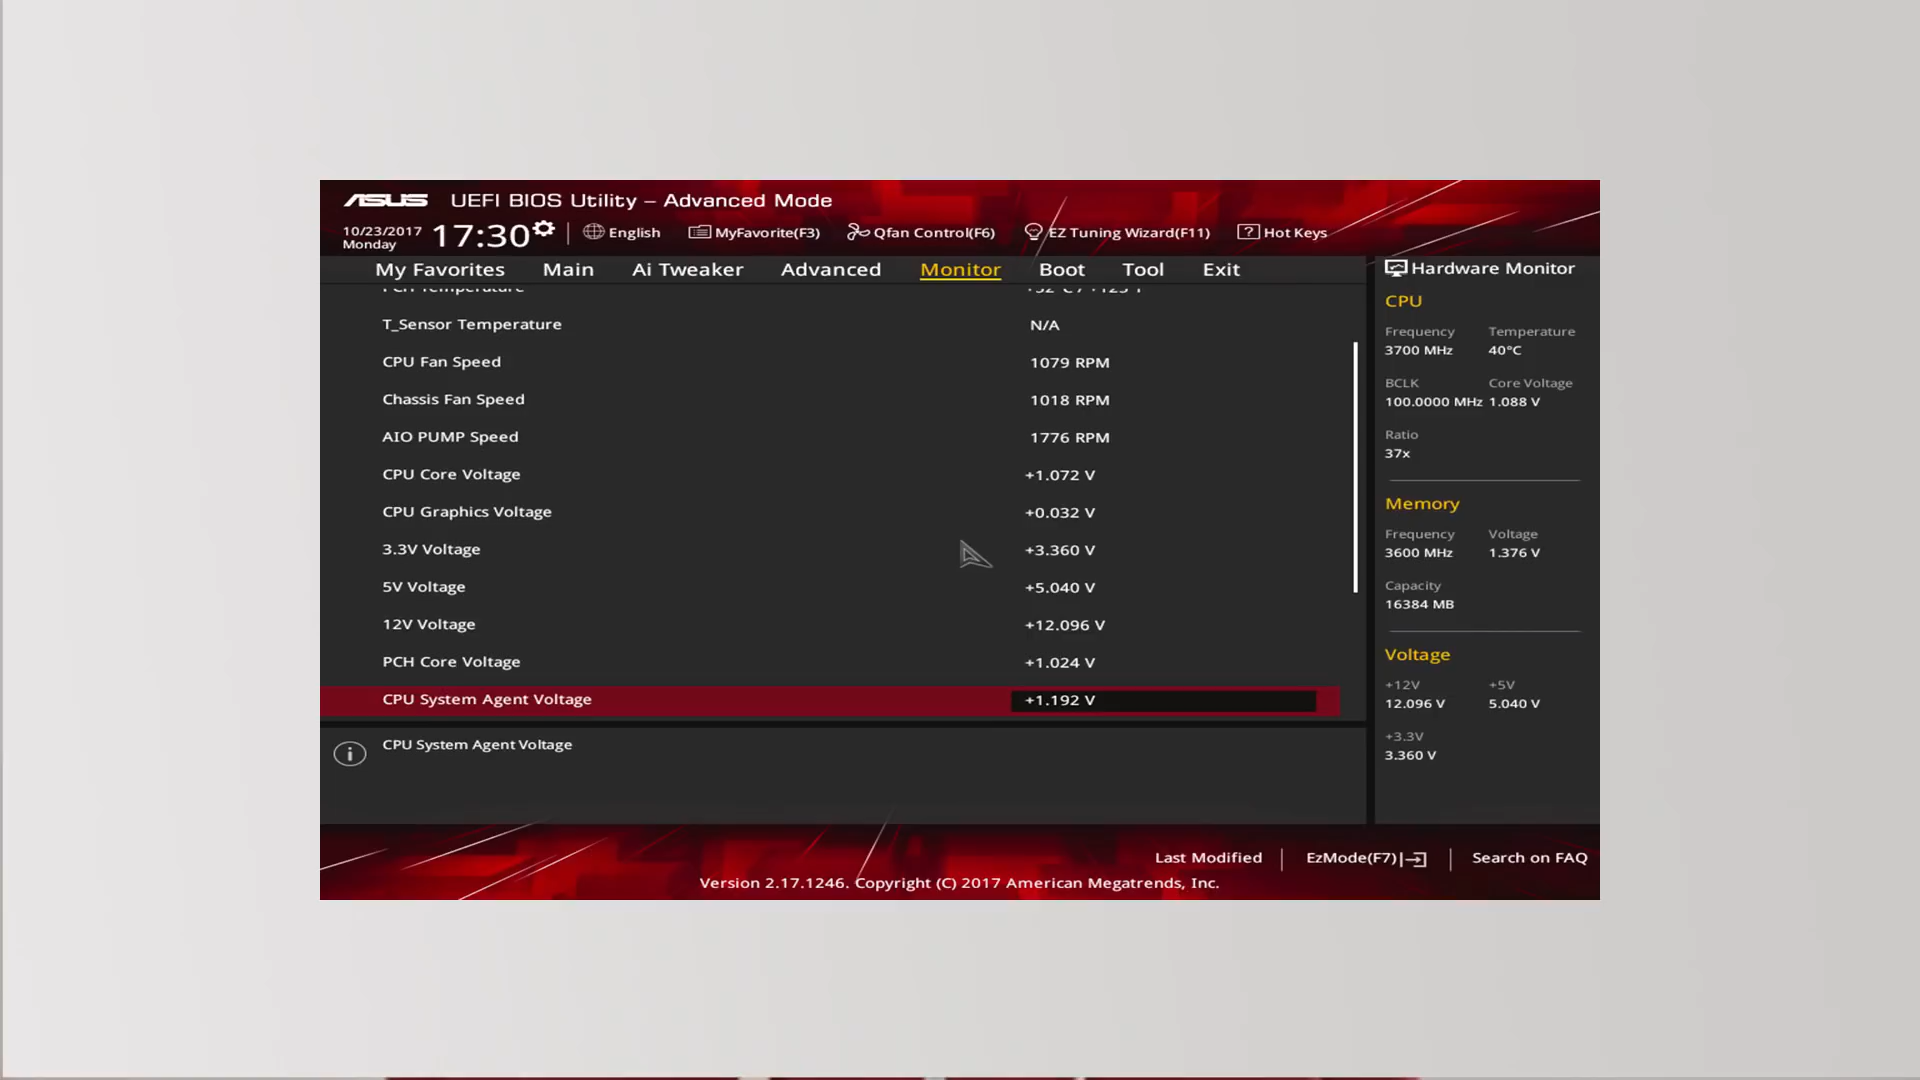 ASUS UEFI BIOS Utility – Advanced Mode
10/23/2017
Monday
17:30
English MyFavorite(F3) Qfan Control(F6) EZ Tuning Wizard(F11) ? Hot Keys
My Favorites Main Ai Tweaker Advanced Monitor Boot Tool Exit
T_Sensor Temperature N/A
CPU Fan Speed 1079 RPM
Chassis Fan Speed 1018 RPM
AIO PUMP Speed 1776 RPM
CPU Core Voltage +1.072 V
CPU Graphics Voltage +0.032 V
3.3V Voltage +3.360 V
5V Voltage +5.040 V
12V Voltage +12.096 V
PCH Core Voltage +1.024 V
CPU System Agent Voltage +1.192 V
CPU System Agent Voltage
Hardware Monitor
CPU
Frequency Temperature
3700 MHz 40°C
BCLK Core Voltage
100.0000 MHz 1.088 V
Ratio
37x
Memory
Frequency Voltage
3600 MHz 1.376 V
Capacity
16384 MB
Voltage
+12V +5V
12.096 V 5.040 V
+3.3V
3.360 V
Last Modified EzMode(F7) Search on FAQ
Version 2.17.1246. Copyright (C) 2017 American Megatrends, Inc.